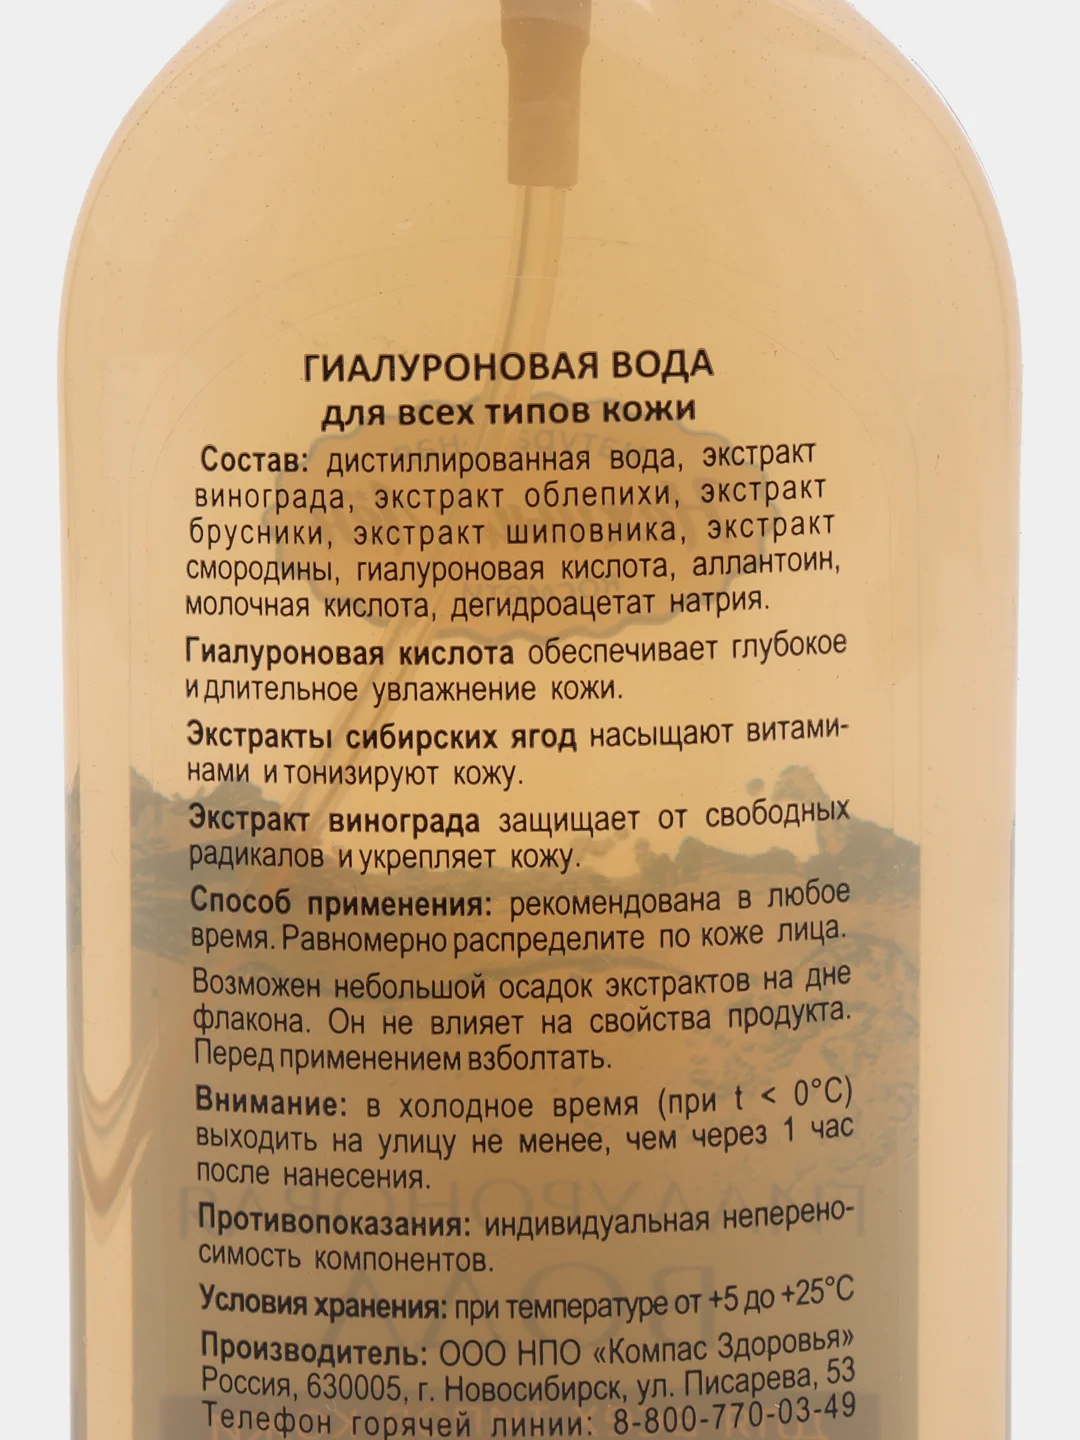 ГИАЛУРОНОВАЯ ВОДА
для всех типов кожи
Состав: дистиллированная вода, экстракт
винограда, экстракт облепихи, экстракт
брусники, экстракт шиповника, экстракт
смородины, гиалуроновая кислота, аллантоин,
молочная кислота, дегидроацетат натрия.
Гиалуроновая кислота обеспечивает глубокое
и длительное увлажнение кожи.
Экстракты сибирских ягод насыщают витами-
нами и тонизируют кожу.
Экстракт винограда защищает от свободных
радикалов и укрепляет кожу.
Способ применения: рекомендована в любое
время. Равномерно распределите по коже лица.
Возможен небольшой осадок экстрактов на дне
флакона. Он не влияет на свойства продукта.
Перед применением взболтать.
Внимание: в холодное время (при t < 0°C)
выходить на улицу не менее, чем через 1 час
после нанесения.
Противопоказания: индивидуальная неперено-
симость компонентов.
Условия хранения: при температуре от +5 до +25°C
Производитель: ООО НПО «Компас Здоровья»
Россия, 630005, г. Новосибирск, ул. Писарева, 53
Телефон горячей линии: 8-800-770-03-49
ГИАЛУРОНОВАЯ
ВОДА